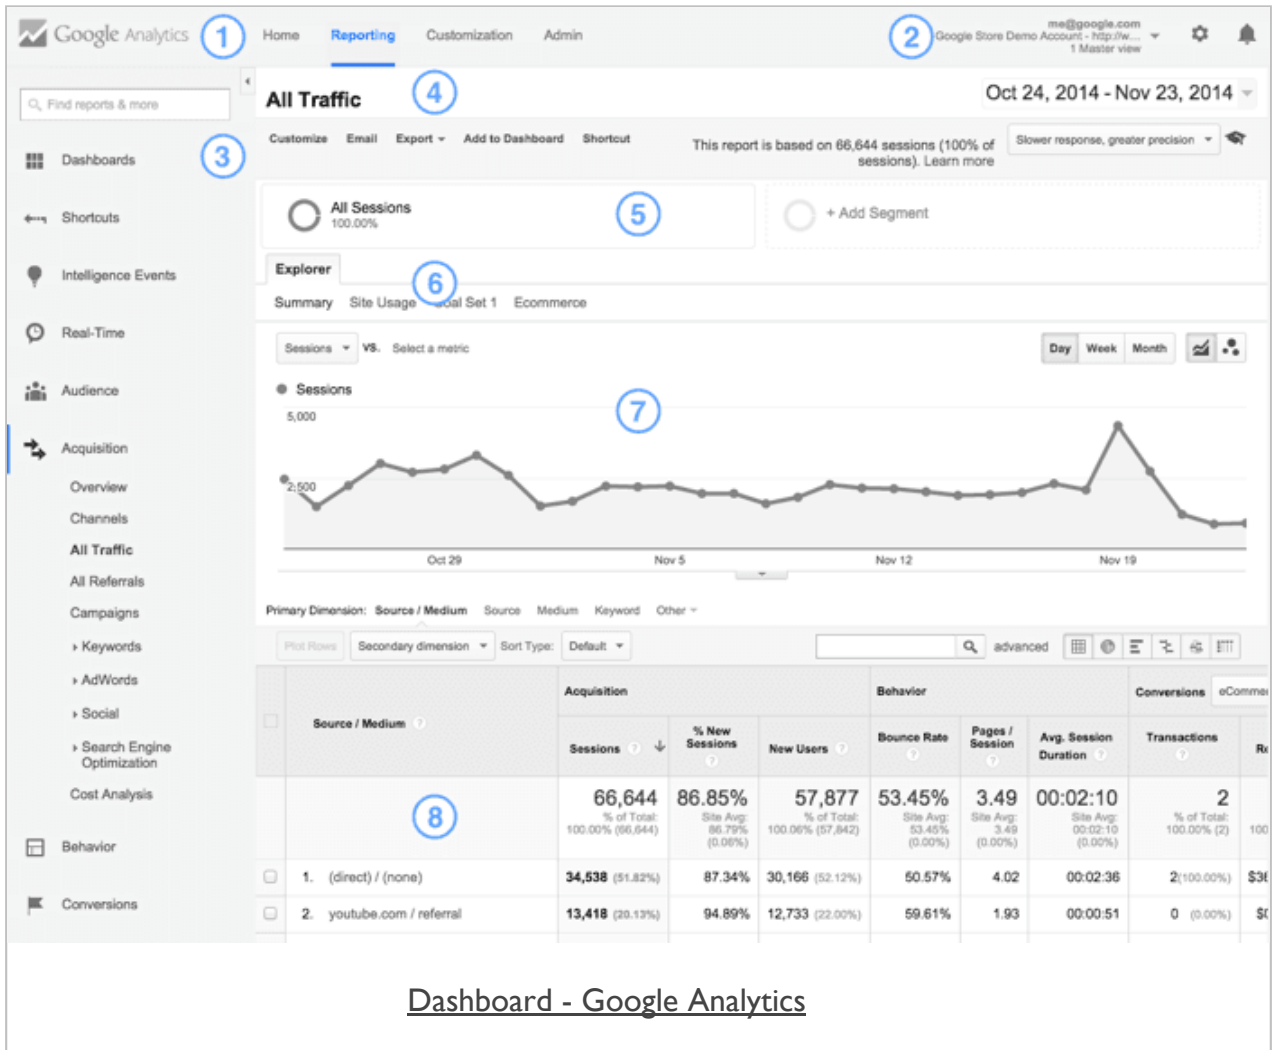 Google Analytics
1
Home Reporting Customization Admin
2
me@google.com
Google Store Demo Account - http://w...
1 Master view
Find reports & more
All Traffic
4
Oct 24, 2014 - Nov 23, 2014
Customize Email Export Add to Dashboard Shortcut
This report is based on 66,644 sessions (100% of
sessions). Learn more
Slower response, greater precision
3
Dashboards
Shortcuts
Intelligence Events
Real-Time
Audience
Acquisition
Overview
Channels
All Traffic
All Referrals
Campaigns
Keywords
AdWords
Social
Search Engine
Optimization
Cost Analysis
Behavior
Conversions
All Sessions
100.00%
5
+ Add Segment
Explorer
6
Summary Site Usage Goal Set 1 Ecommerce
Sessions VS. Select a metric
Day Week Month
Sessions
7
5,000
2,500
Oct 29 Nov 5 Nov 12 Nov 19
Primary Dimension: Source / Medium Source Medium Keyword Other
Plot Rows Secondary dimension Sort Type: Default advanced
Acquisition Behavior Conversions eComme
Source / Medium ? Sessions ? % New Sessions ? New Users ? Bounce Rate ? Pages / Session ? Avg. Session Duration ? Transactions ?
8
66,644 86.85% 57,877 53.45% 3.49 00:02:10 2
% of Total: 100.00% (66,644) Site Avg: 86.79% (0.06%) % of Total: 100.06% (57,842) Site Avg: 53.45% (0.00%) Site Avg: 3.49 (0.00%) Site Avg: 00:02:10 (0.00%) % of Total: 100.00% (2) 100
1. (direct) / (none) 34,538 (51.82%) 87.34% 30,166 (52.12%) 50.57% 4.02 00:02:36 2(100.00%) $36
2. youtube.com / referral 13,418 (20.13%) 94.89% 12,733 (22.00%) 59.61% 1.93 00:00:51 0 (0.00%)
Dashboard - Google Analytics